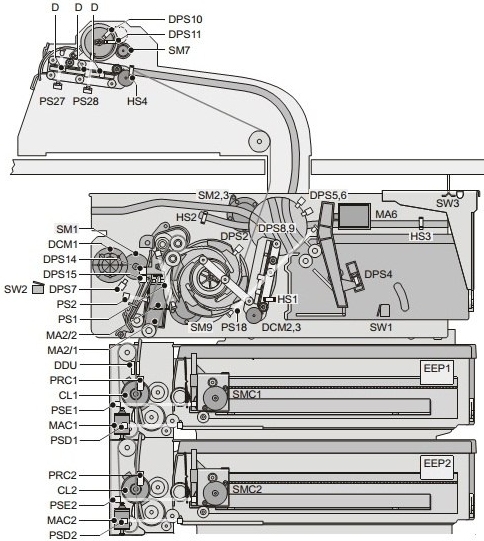 D D D DPS10
DPS11
SM7
PS27 PS28 HS4
SM2,3 DPS5,6 SW3
HS2 MA6
SM1 DPS2 DPS8,9 HS3
DCM1
DPS14
DPS15 DPS4
SW2 DPS7
PS2 HS1
PS1 SW1
MA2/2 SM9 PS18 DCM2,3
MA2/1
DDU EEP1
PRC1
CL1 SMC1
PSE1
MAC1
PSD1
EEP2
PRC2
CL2 SMC2
PSE2
MAC2
PSD2